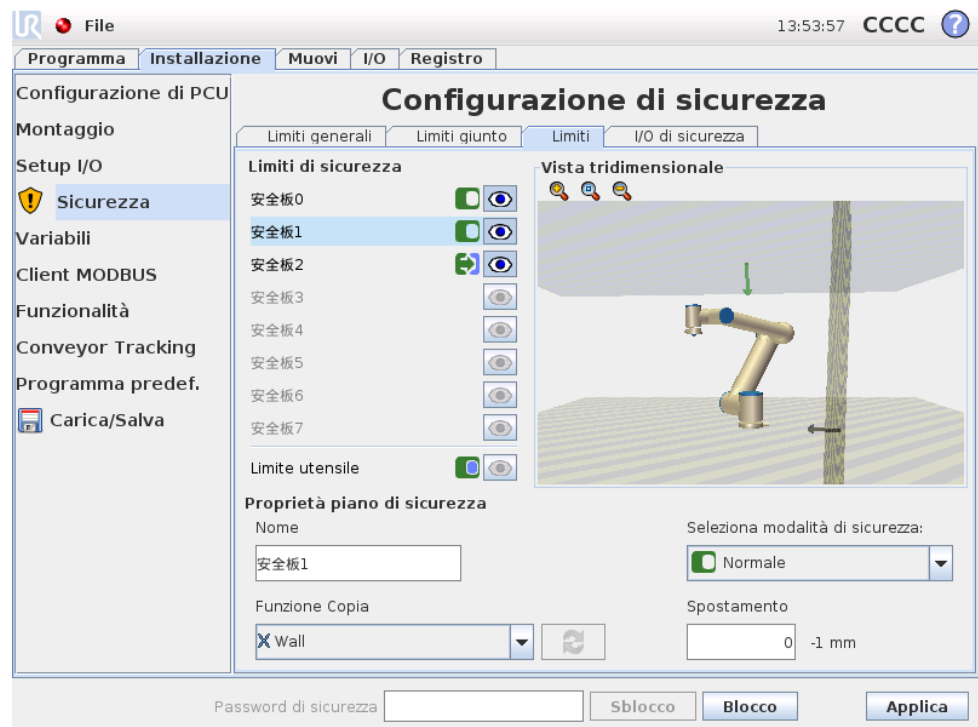 UR File 13:53:57 CCCC ?
Programma Installazione Muovi I/O Registro
Configurazione di PCU
Montaggio
Setup I/O
Sicurezza
Variabili
Client MODBUS
Funzionalità
Conveyor Tracking
Programma predef.
Carica/Salva
Configurazione di sicurezza
Limiti generali Limiti giunto Limiti I/O di sicurezza
Limiti di sicurezza
安全板0
安全板1
安全板2
安全板3
安全板4
安全板5
安全板6
安全板7
Limite utensile
Vista tridimensionale
Proprietà piano di sicurezza
Nome
安全板1
Seleziona modalità di sicurezza:
Normale
Funzione Copia
Wall
Spostamento
0 -1 mm
Password di sicurezza Sblocco Blocco Applica